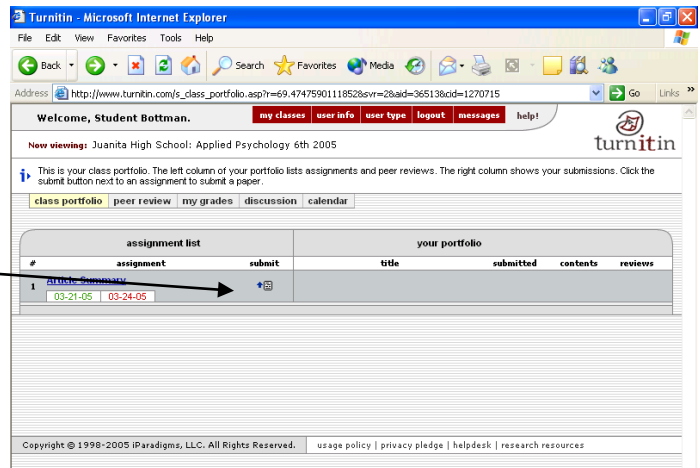 Turnitin - Microsoft Internet Explorer
File Edit View Favorites Tools Help
Back Search Favorites Media
Address http://www.turnitin.com/s_class_portfolio.asp?r=69.4747590111852&svr=2&aid=36513&cid=1270715 Go Links »
Welcome, Student Bottman. my classes user info user type logout messages help!
turnitin
Now viewing: Juanita High School: Applied Psychology 6th 2005
This is your class portfolio. The left column of your portfolio lists assignments and peer reviews. The right column shows your submissions. Click the
submit button next to an assignment to submit a paper.
class portfolio peer review my grades discussion calendar
assignment list your portfolio
# assignment submit title submitted contents reviews
1 Article Summary
03-21-05 03-24-05
Copyright © 1998-2005 iParadigms, LLC. All Rights Reserved. usage policy | privacy pledge | helpdesk | research resources